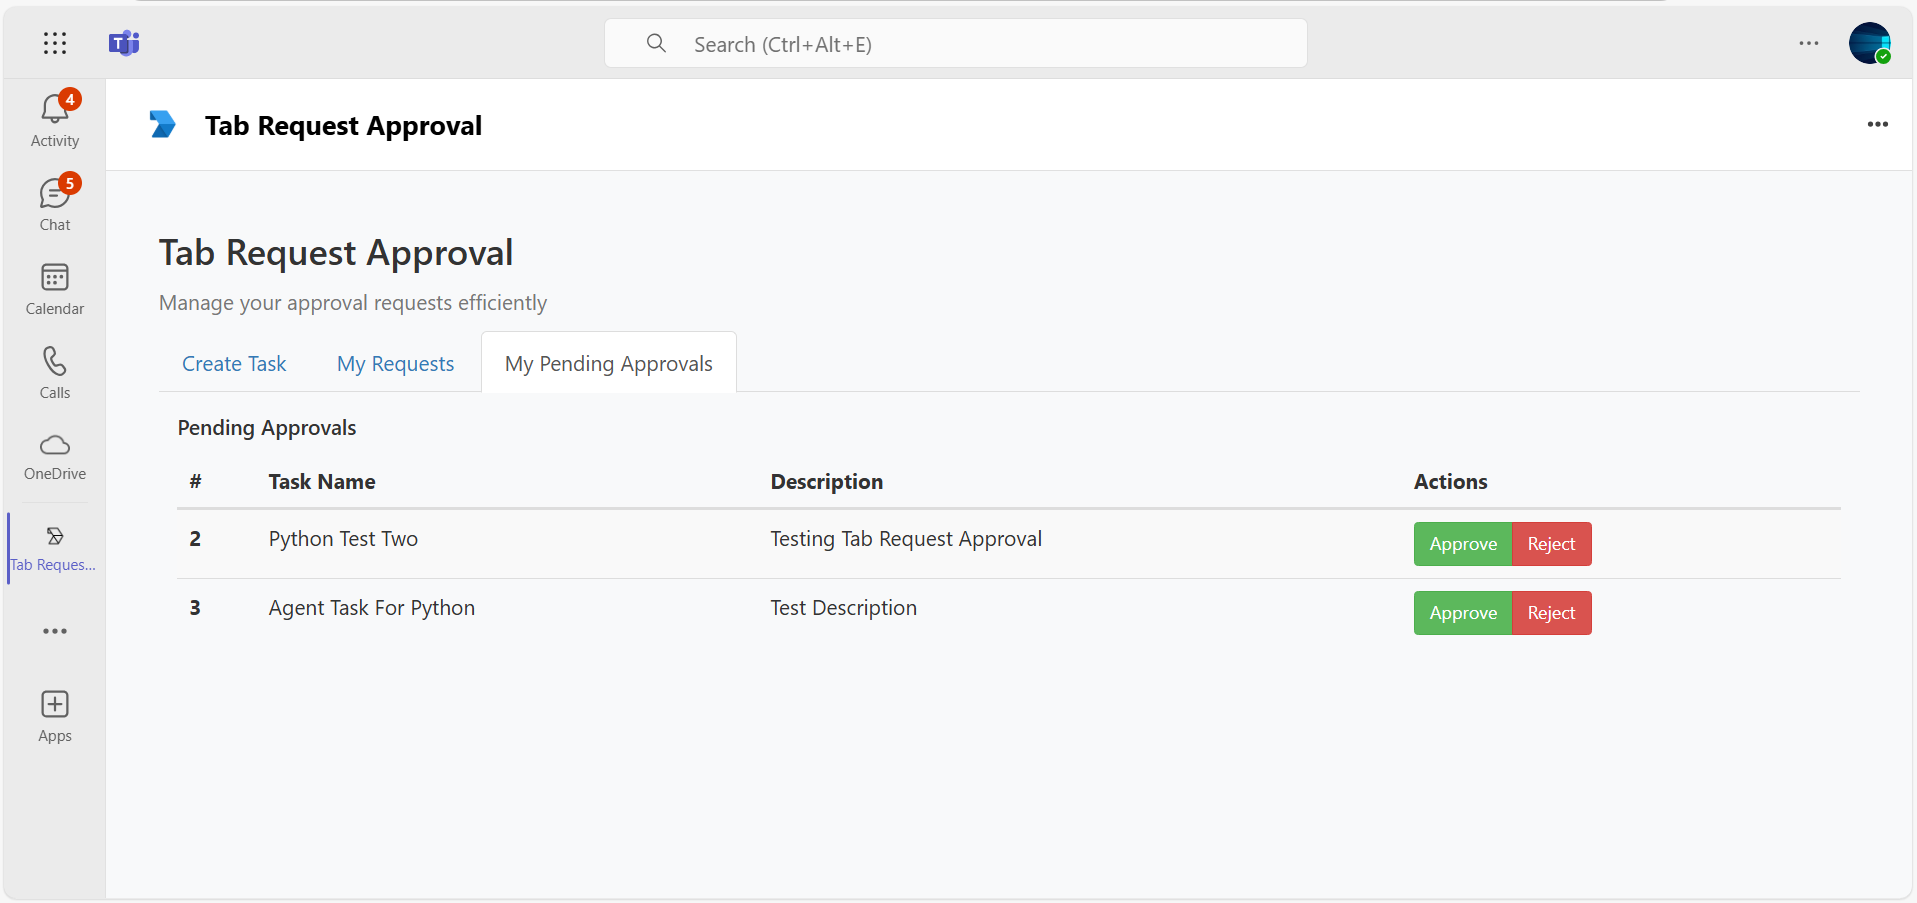 Search (Ctrl+Alt+E)
4
Activity
5
Chat
Calendar
Calls
OneDrive
Tab Reques...
Apps
Tab Request Approval
Tab Request Approval
Manage your approval requests efficiently
Create Task My Requests My Pending Approvals
Pending Approvals
# Task Name Description Actions
2 Python Test Two Testing Tab Request Approval Approve Reject
3 Agent Task For Python Test Description Approve Reject